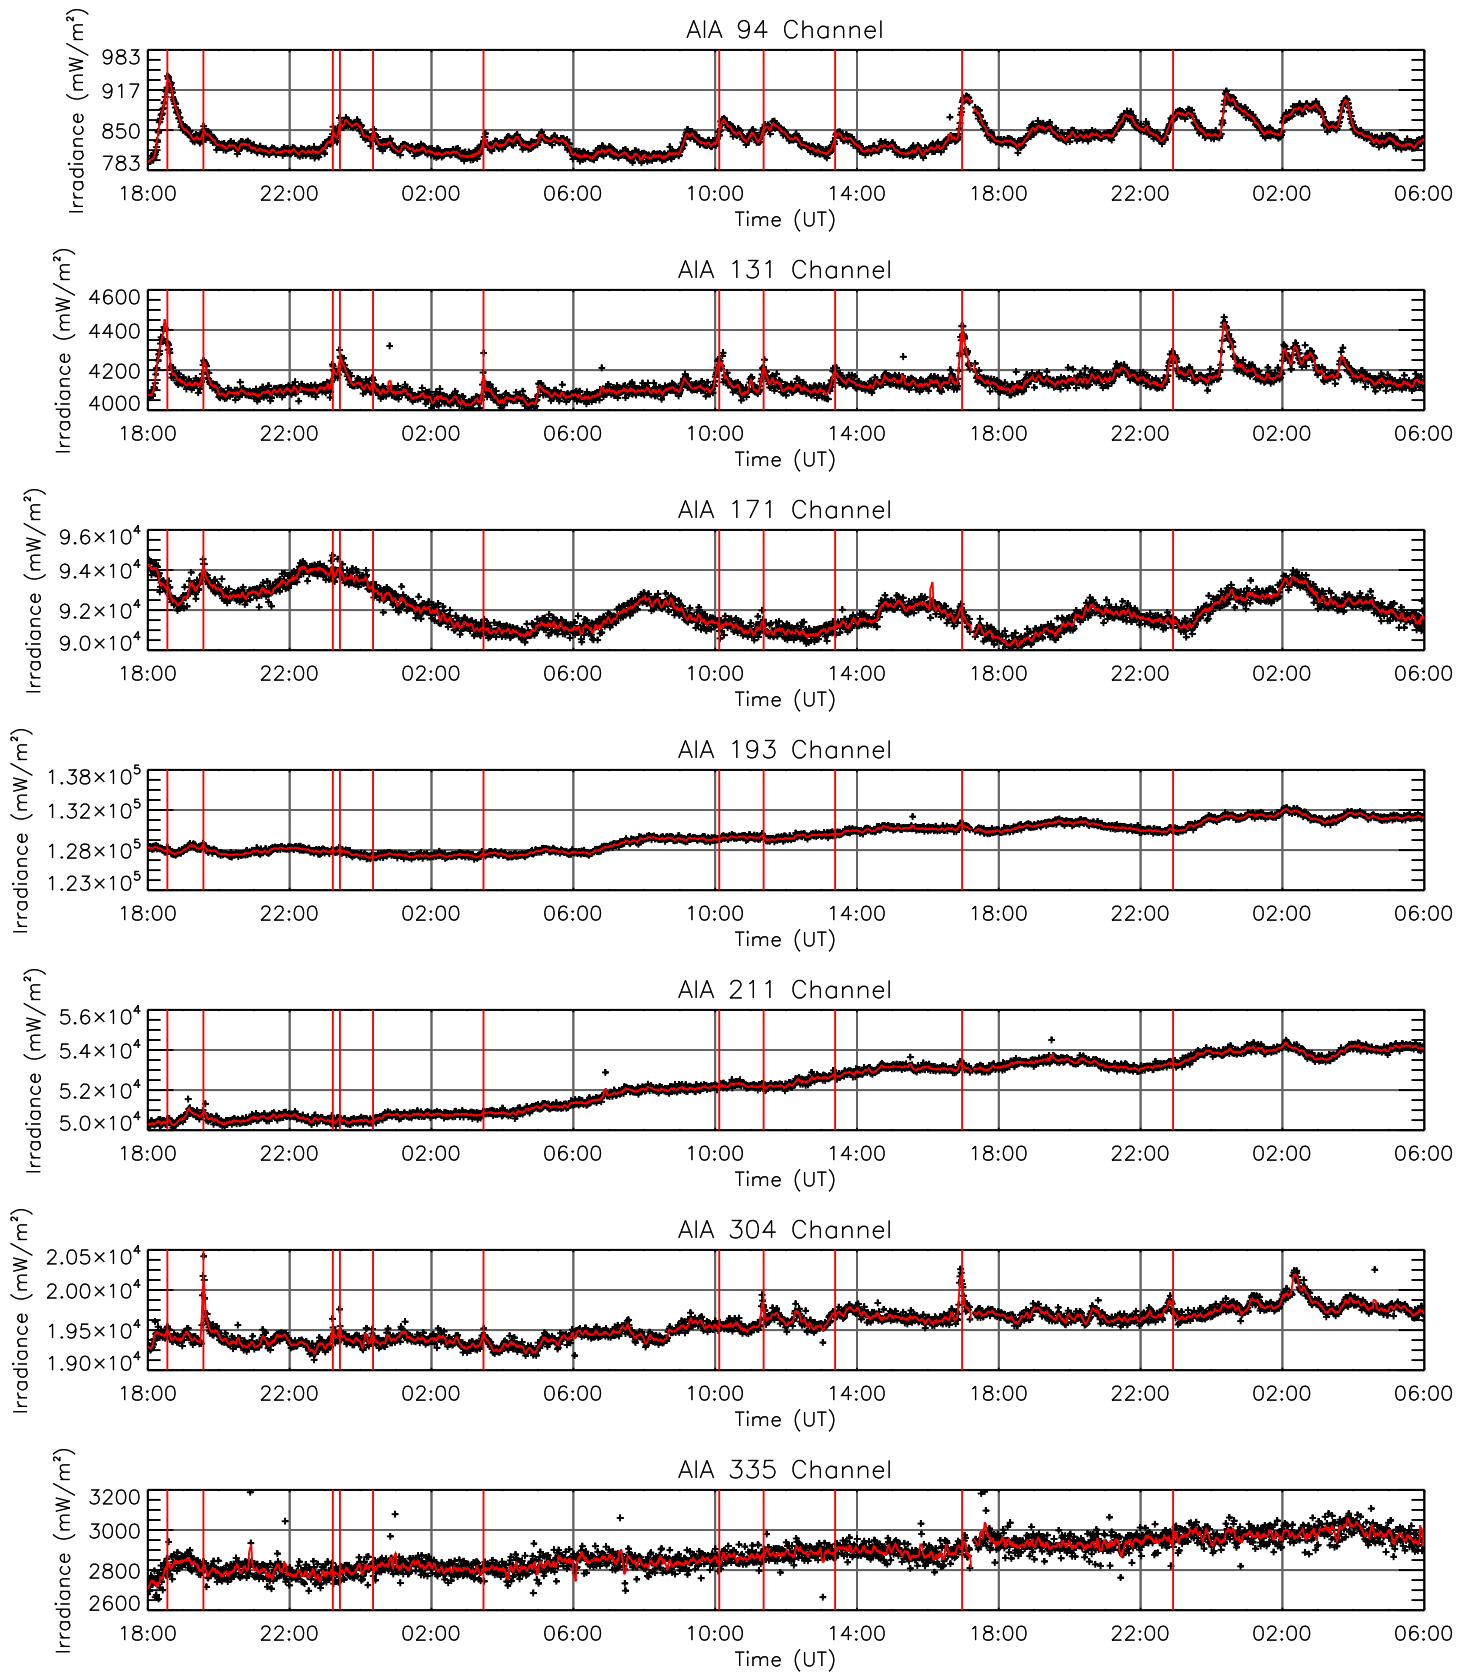 AIA 94 Channel
Irradiance (mW/m²)
983
917
850
783
18:00 22:00 02:00 06:00 10:00 14:00 18:00 22:00 02:00 06:00
Time (UT)
AIA 131 Channel
Irradiance (mW/m²)
4600
4400
4200
4000
18:00 22:00 02:00 06:00 10:00 14:00 18:00 22:00 02:00 06:00
Time (UT)
AIA 171 Channel
Irradiance (mW/m²)
9.6×10⁴
9.4×10⁴
9.2×10⁴
9.0×10⁴
18:00 22:00 02:00 06:00 10:00 14:00 18:00 22:00 02:00 06:00
Time (UT)
AIA 193 Channel
Irradiance (mW/m²)
1.38×10⁵
1.32×10⁵
1.28×10⁵
1.23×10⁵
18:00 22:00 02:00 06:00 10:00 14:00 18:00 22:00 02:00 06:00
Time (UT)
AIA 211 Channel
Irradiance (mW/m²)
5.6×10⁴
5.4×10⁴
5.2×10⁴
5.0×10⁴
18:00 22:00 02:00 06:00 10:00 14:00 18:00 22:00 02:00 06:00
Time (UT)
AIA 304 Channel
Irradiance (mW/m²)
2.05×10⁴
2.00×10⁴
1.95×10⁴
1.90×10⁴
18:00 22:00 02:00 06:00 10:00 14:00 18:00 22:00 02:00 06:00
Time (UT)
AIA 335 Channel
Irradiance (mW/m²)
3200
3000
2800
2600
18:00 22:00 02:00 06:00 10:00 14:00 18:00 22:00 02:00 06:00
Time (UT)